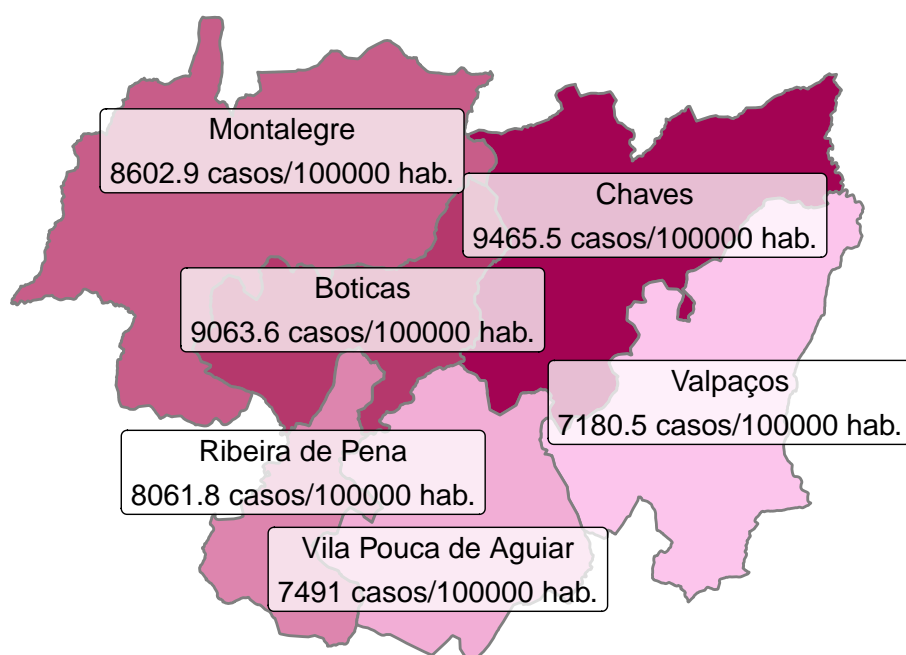 Montalegre
8602.9 casos/100000 hab.
Chaves
9465.5 casos/100000 hab.
Boticas
9063.6 casos/100000 hab.
Valpaços
7180.5 casos/100000 hab.
Ribeira de Pena
8061.8 casos/100000 hab.
Vila Pouca de Aguiar
7491 casos/100000 hab.